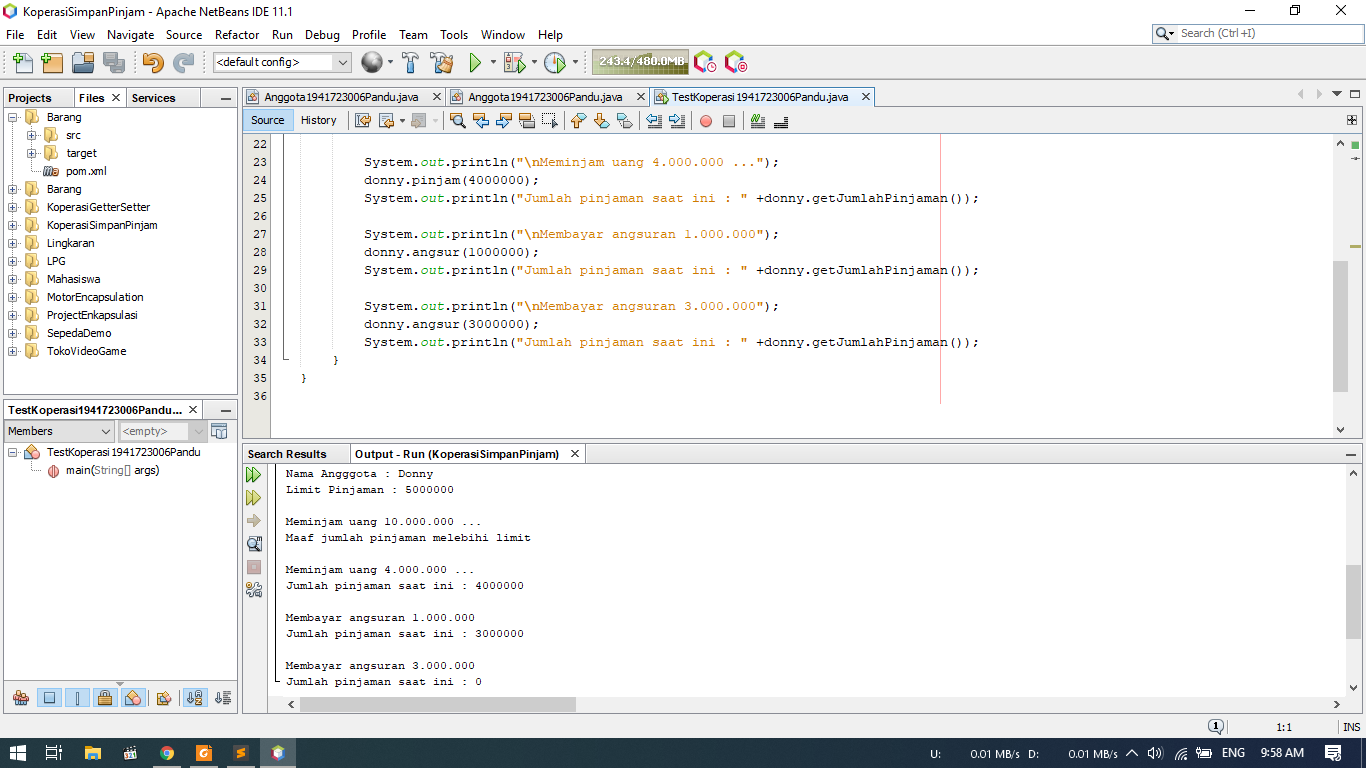 KoperasiSimpanPinjam - Apache NetBeans IDE 11.1
File Edit View Navigate Source Refactor Run Debug Profile Team Tools Window Help
Search (Ctrl+I)
<default config>
243.4/480.0MB
Projects Files Services
Barang
src
target
pom.xml
Barang
KoperasiGetterSetter
KoperasiSimpanPinjam
Lingkaran
LPG
Mahasiswa
MotorEncapsulation
ProjectEnkapsulasi
SepedaDemo
TokoVideoGame
TestKoperasi1941723006Pandu...
Members
<empty>
TestKoperasi1941723006Pandu
main(String[] args)
Anggota1941723006Pandu.java Anggota1941723006Pandu.java TestKoperasi1941723006Pandu.java
Source History
22
23 System.out.println("\nMeminjam uang 4.000.000 ...");
24 donny.pinjam(4000000);
25 System.out.println("Jumlah pinjaman saat ini : " +donny.getJumlahPinjaman());
26
27 System.out.println("\nMembayar angsuran 1.000.000");
28 donny.angsur(1000000);
29 System.out.println("Jumlah pinjaman saat ini : " +donny.getJumlahPinjaman());
30
31 System.out.println("\nMembayar angsuran 3.000.000");
32 donny.angsur(3000000);
33 System.out.println("Jumlah pinjaman saat ini : " +donny.getJumlahPinjaman());
34 }
35 }
36
Search Results Output - Run (KoperasiSimpanPinjam)
Nama Angggota : Donny
Limit Pinjaman : 5000000
Meminjam uang 10.000.000 ...
Maaf jumlah pinjaman melebihi limit
Meminjam uang 4.000.000 ...
Jumlah pinjaman saat ini : 4000000
Membayar angsuran 1.000.000
Jumlah pinjaman saat ini : 3000000
Membayar angsuran 3.000.000
Jumlah pinjaman saat ini : 0
1 1:1 INS
U: 0.01 MB/s D: 0.01 MB/s ENG 9:58 AM